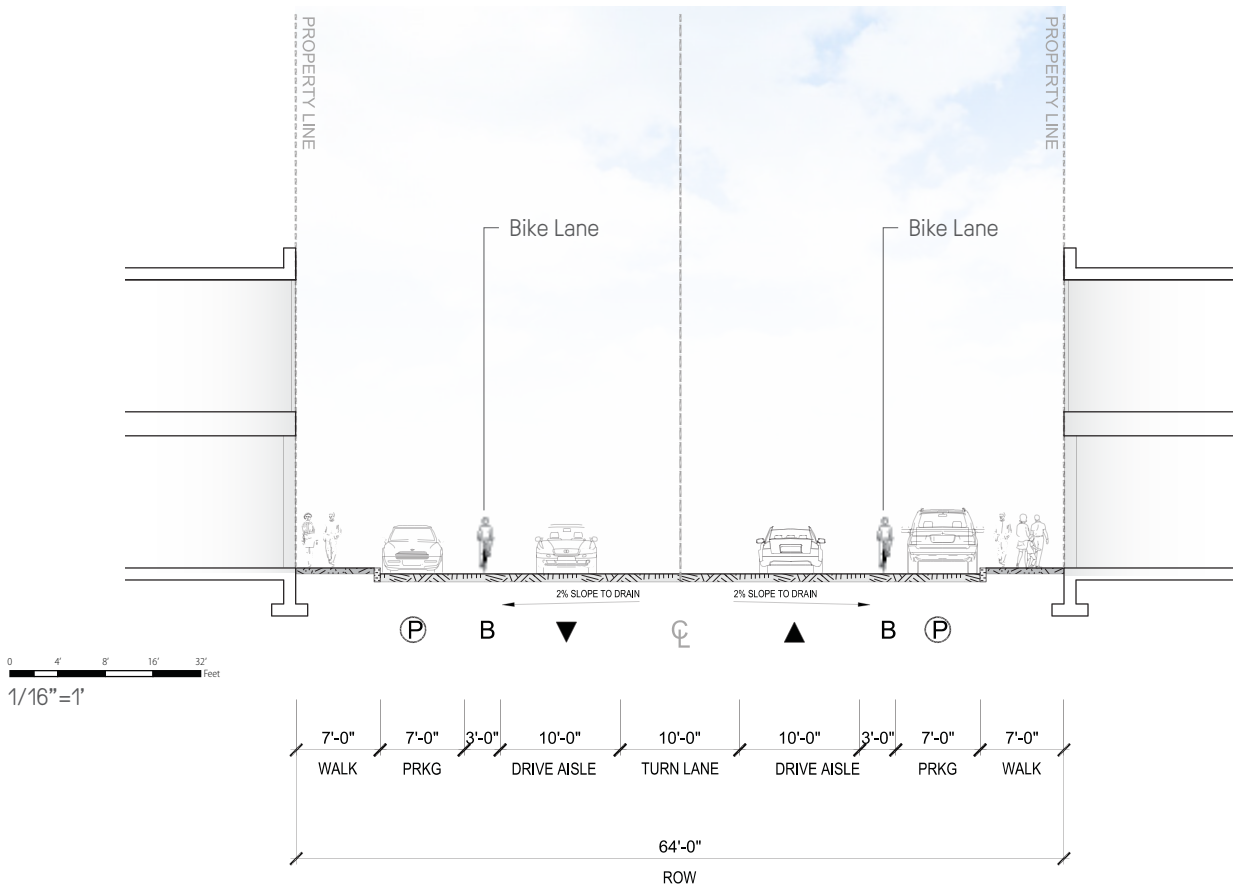 PROPERTY LINE
PROPERTY LINE
Bike Lane
Bike Lane
2% SLOPE TO DRAIN
2% SLOPE TO DRAIN
P
B
▼
℄
▲
B
P
0 4' 8' 16' 32'
Feet
1/16"=1'
7'-0" 7'-0" 3'-0" 10'-0" 10'-0" 10'-0" 3'-0" 7'-0" 7'-0"
WALK PRKG DRIVE AISLE TURN LANE DRIVE AISLE PRKG WALK
64'-0"
ROW